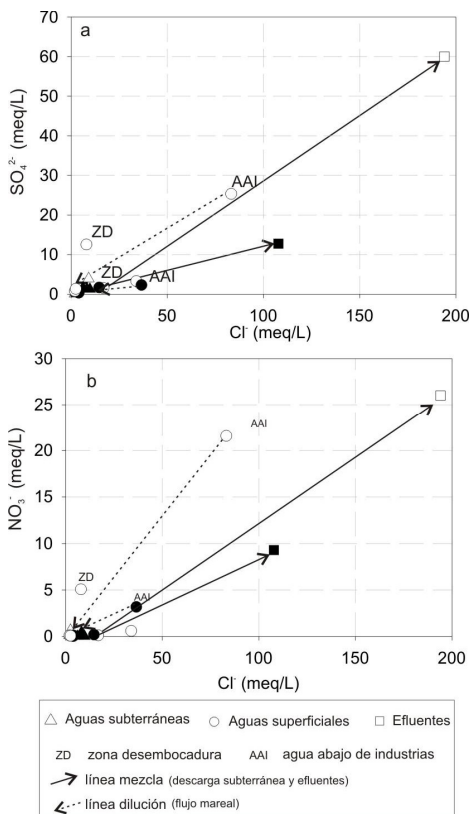 a
70
60
50
40
30
20
10
0
SO₄²⁻ (meq/L)
AAI
ZD
ZD
AAI
0 50 100 150 200
Cl⁻ (meq/L)
b
30
25
20
15
10
5
0
NO₃⁻ (meq/L)
AAI
ZD
AAI
0 50 100 150 200
Cl⁻ (meq/L)
Aguas subterráneas Aguas superficiales Efluentes
ZD zona desembocadura AAI agua abajo de industrias
línea mezcla (descarga subterránea y efluentes)
línea dilución (flujo mareal)